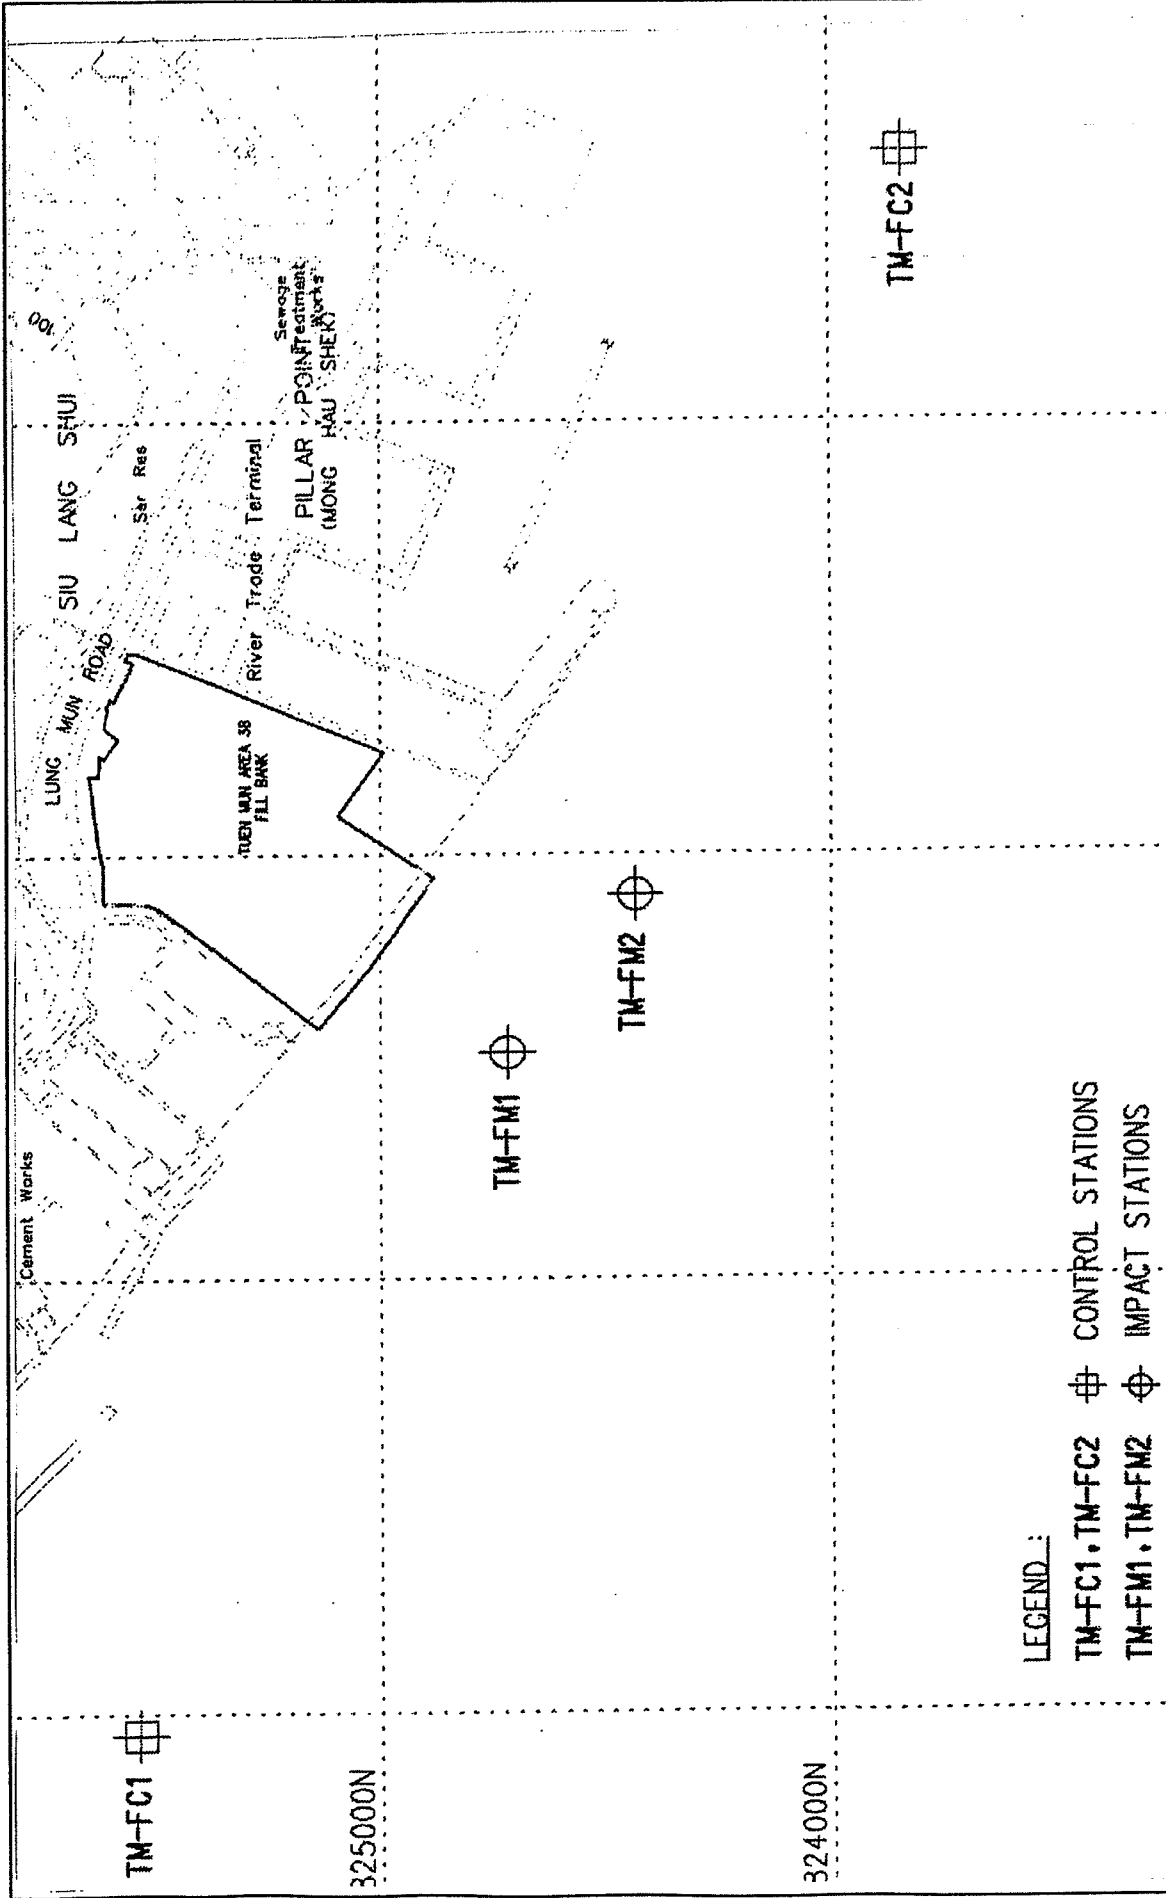 Cement Works
LUNG MUN ROAD
SIU LANG SHUI
100
Ser Res
TUEN MUN AREA 38
FILL BANK
River Trade Terminal
Sewage
Treatment
Works
PILLAR POINT
(MONG HAU SHEK)
TM-FC1
325000N
TM-FM1
TM-FM2
324000N
TM-FC2
LEGEND :
TM-FC1,TM-FC2 CONTROL STATIONS
TM-FM1,TM-FM2 IMPACT STATIONS